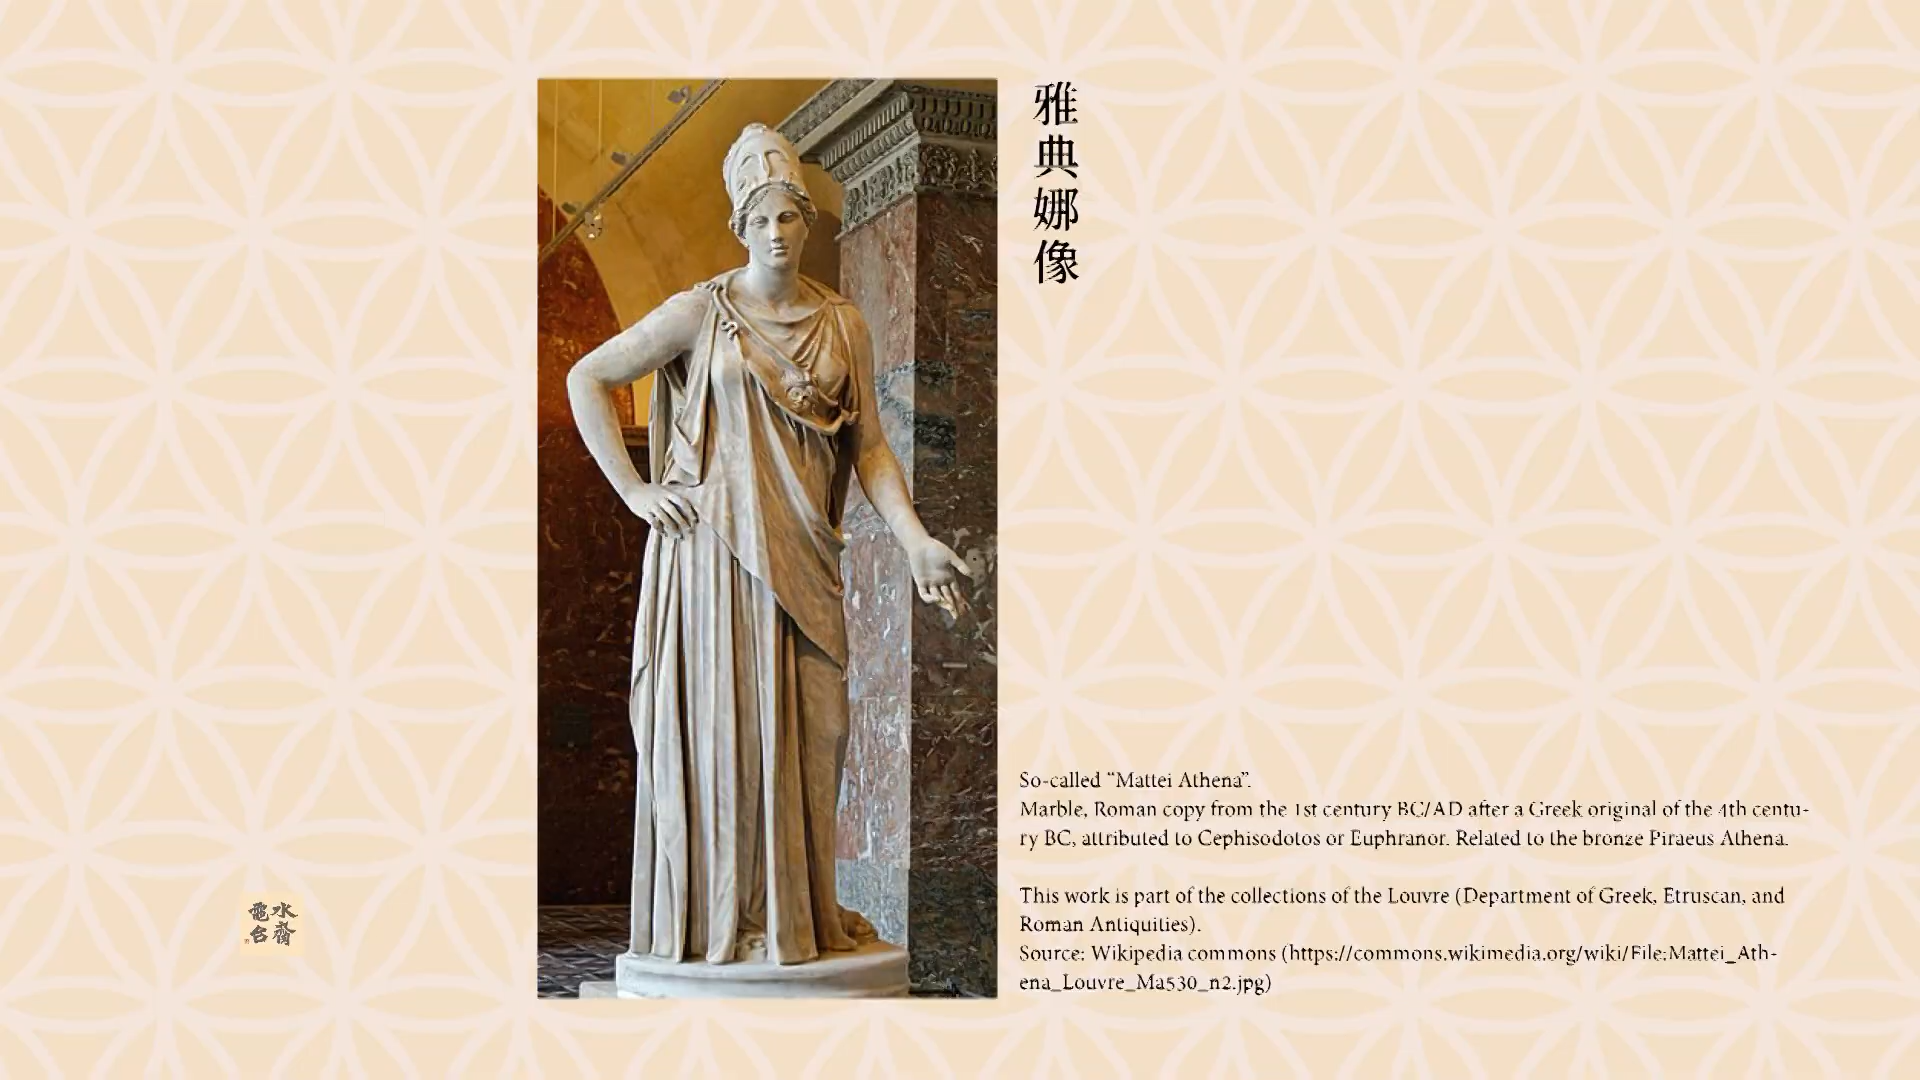 雅典娜像
So-called “Mattei Athena”.
Marble, Roman copy from the 1st century BC/AD after a Greek original of the 4th centu-
ry BC, attributed to Cephisodotos or Euphranor. Related to the bronze Piraeus Athena.
This work is part of the collections of the Louvre (Department of Greek, Etruscan, and
Roman Antiquities).
Source: Wikipedia commons (https://commons.wikimedia.org/wiki/File:Mattei_Ath-
ena_Louvre_Ma530_n2.jpg)
水齋
電台